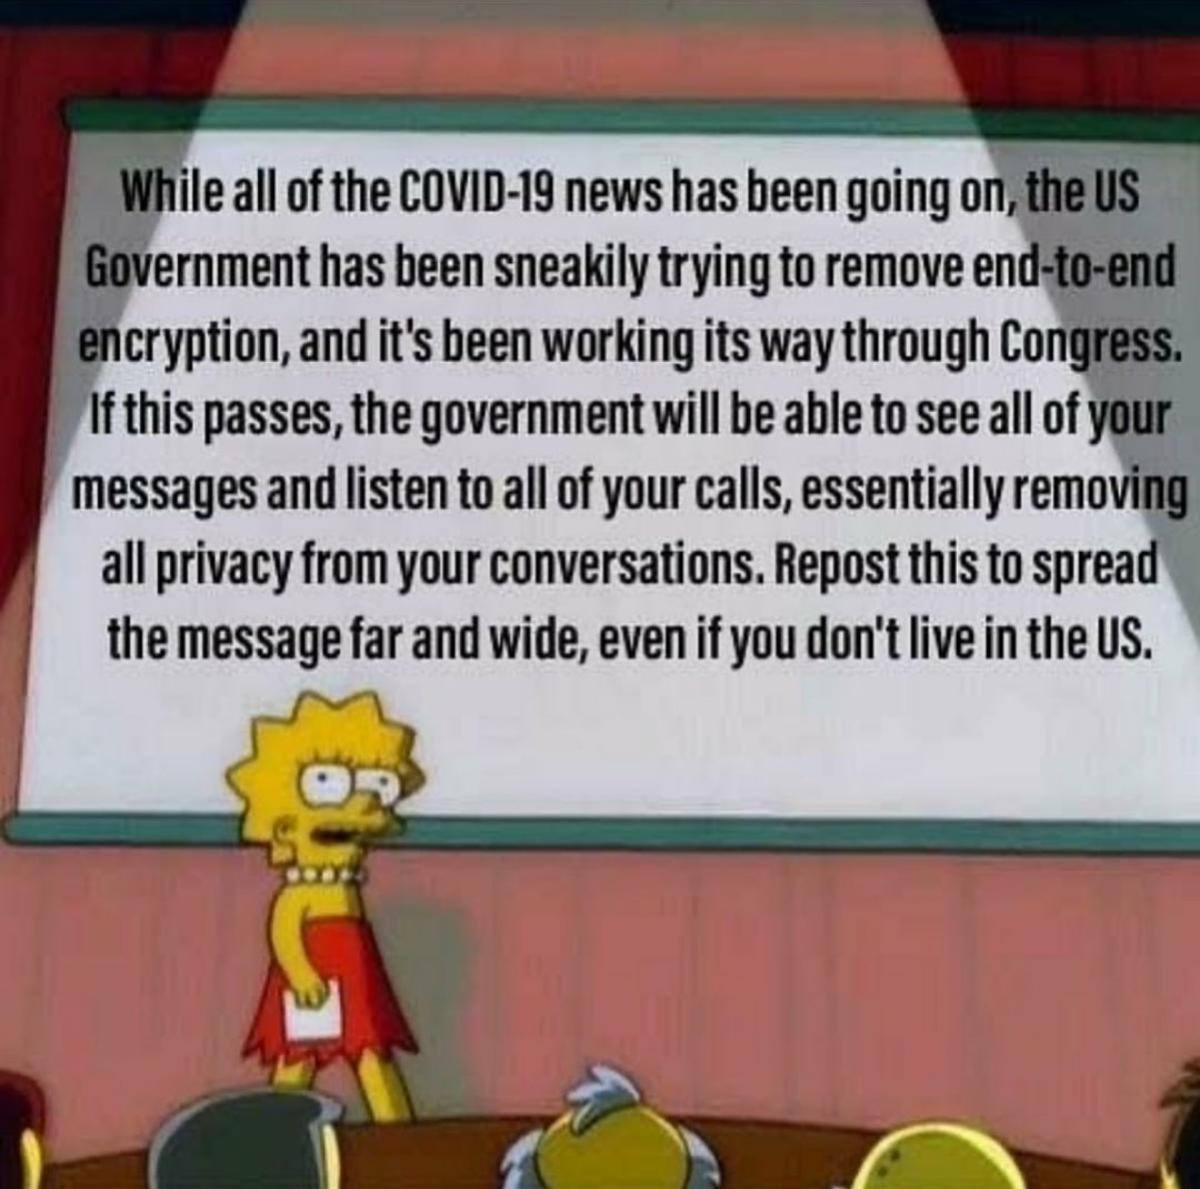 While all of the COVID-19 news has been going on, the US
Government has been sneakily trying to remove end-to-end
encryption, and it's been working its way through Congress.
If this passes, the government will be able to see all of your
messages and listen to all of your calls, essentially removing
all privacy from your conversations. Repost this to spread
the message far and wide, even if you don't live in the US.